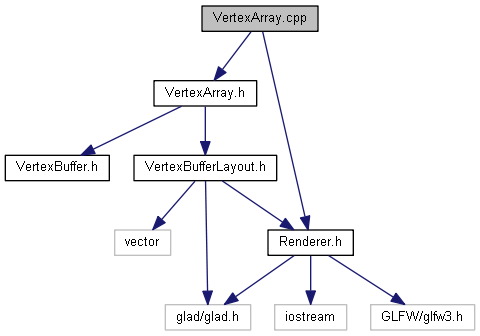 VertexArray.cpp
VertexArray.h
VertexBuffer.h
VertexBufferLayout.h
vector
Renderer.h
glad/glad.h
iostream
GLFW/glfw3.h